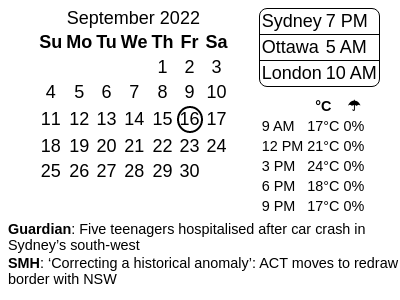 September 2022
Su Mo Tu We Th Fr Sa
1 2 3
4 5 6 7 8 9 10
11 12 13 14 15 16 17
18 19 20 21 22 23 24
25 26 27 28 29 30
Sydney 7 PM
Ottawa 5 AM
London 10 AM
°C ☂
9 AM 17°C 0%
12 PM 21°C 0%
3 PM 24°C 0%
6 PM 18°C 0%
9 PM 17°C 0%
Guardian: Five teenagers hospitalised after car crash in
Sydney’s south-west
SMH: ‘Correcting a historical anomaly’: ACT moves to redraw
border with NSW